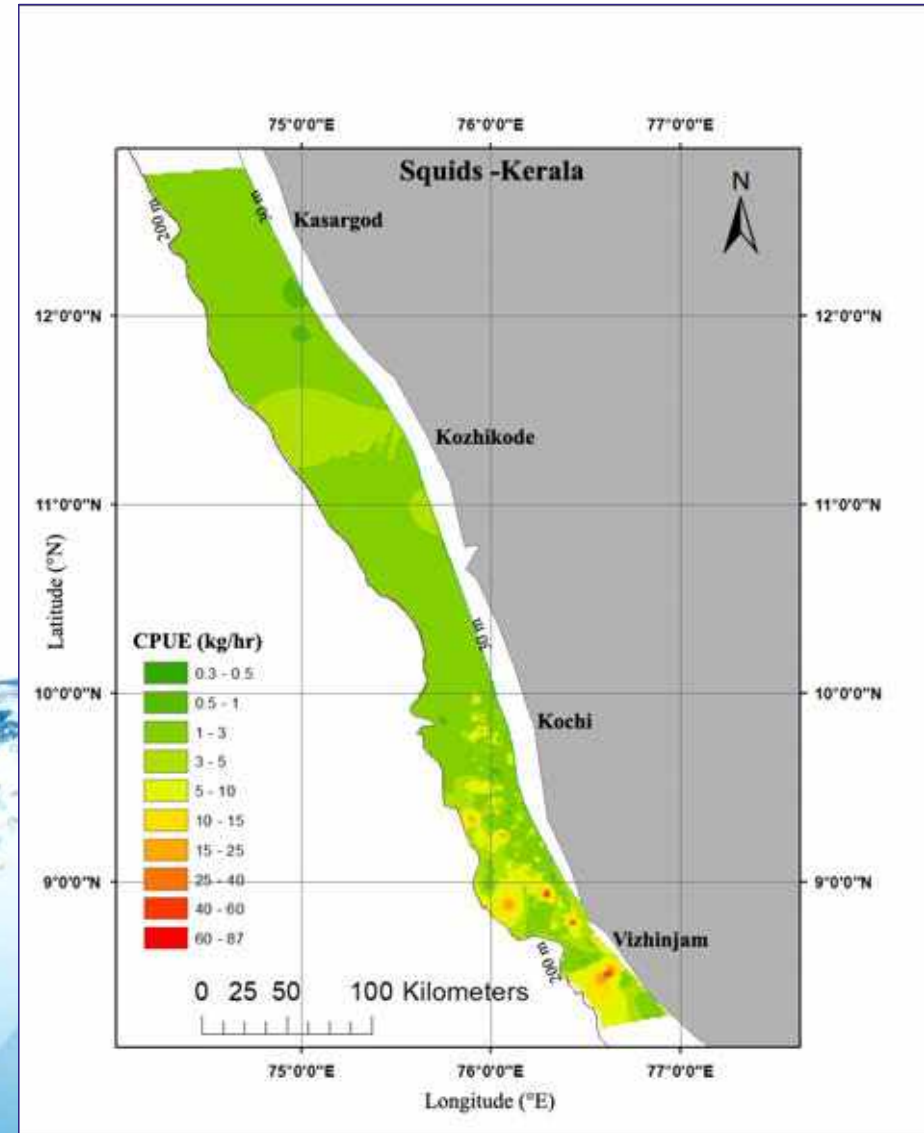 75°0'0"E 76°0'0"E 77°0'0"E
Squids -Kerala
N
30 m
Kasargod
200 m
12°0'0"N 12°0'0"N
Kozhikode
11°0'0"N 11°0'0"N
Latitude (°N)
30 m
CPUE (kg/hr)
0.3 - 0.5
0.5 - 1
1 - 3
3 - 5
5 - 10
10 - 15
15 - 25
25 - 40
40 - 60
60 - 87
10°0'0"N 10°0'0"N
Kochi
9°0'0"N 9°0'0"N
Vizhinjam
200 m
0 25 50 100 Kilometers
75°0'0"E 76°0'0"E 77°0'0"E
Longitude (°E)